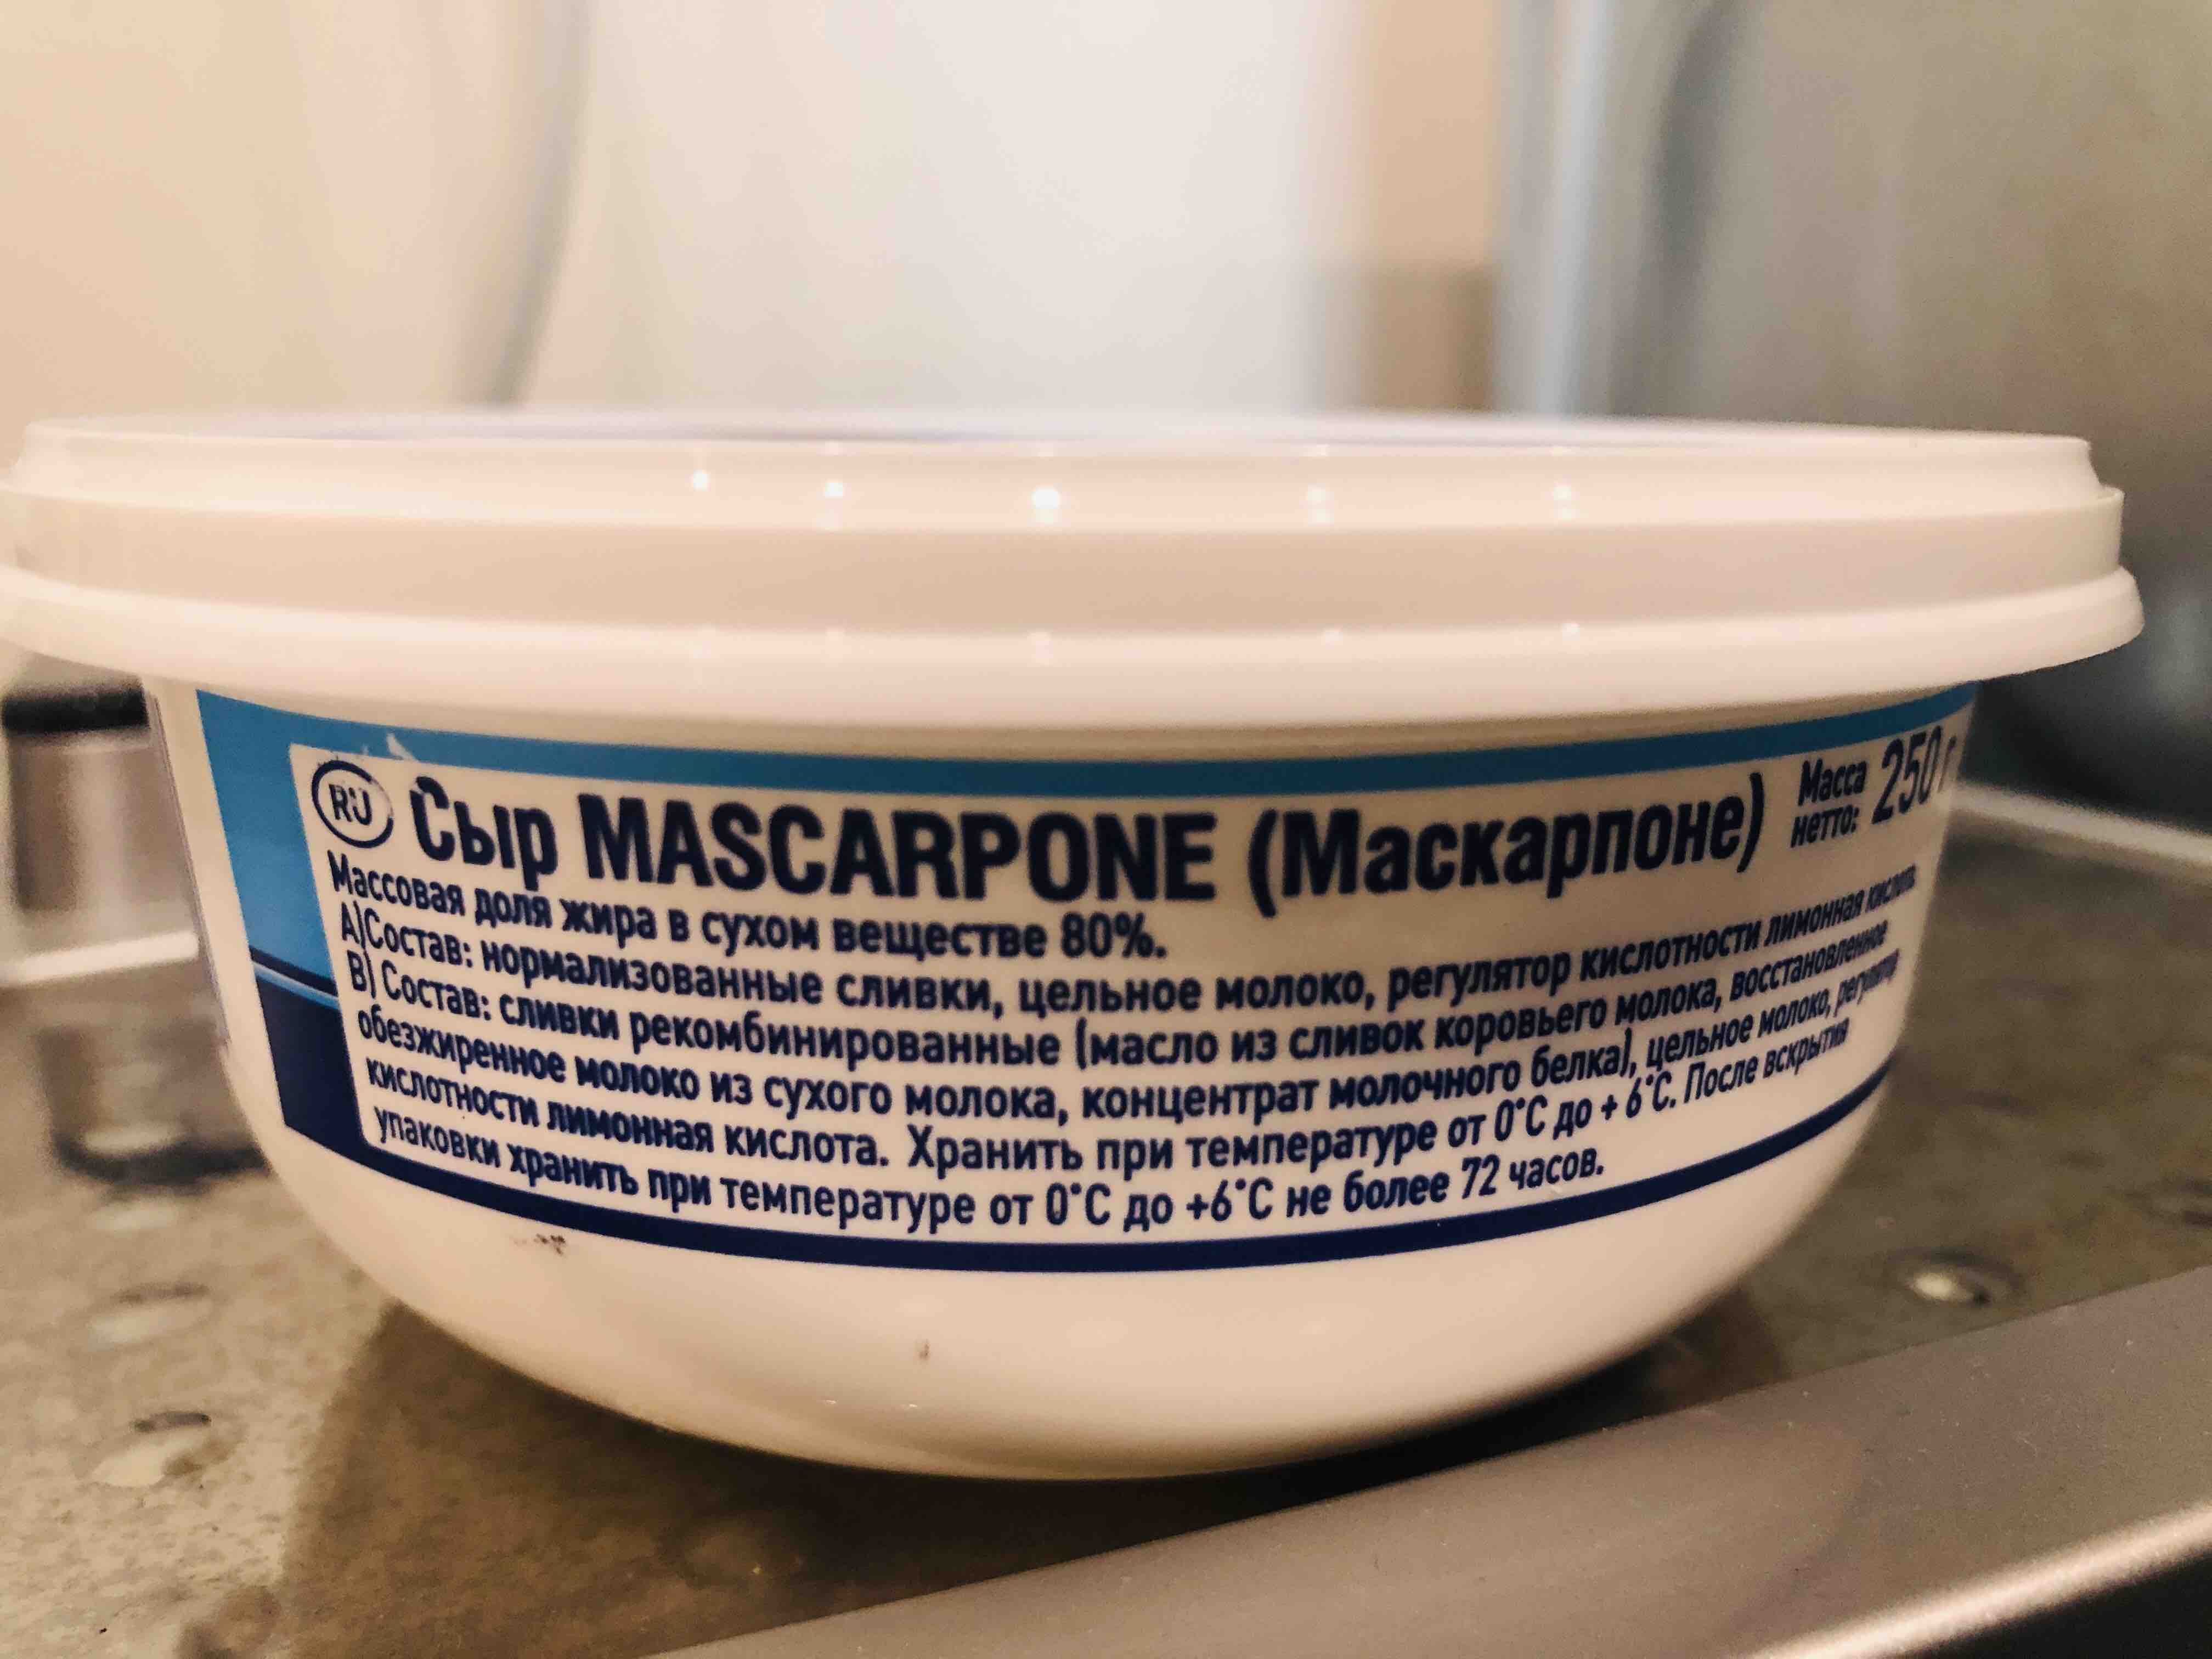 RU Сыр MASCARPONE (Маскарпоне) Масса нетто: 250 г
Массовая доля жира в сухом веществе 80%.
А)Состав: нормализованные сливки, цельное молоко, регулятор кислотности лимонная кислота.
В) Состав: сливки рекомбинированные (масло из сливок коровьего молока, восстановленное
обезжиренное молоко из сухого молока, концентрат молочного белка), цельное молоко, регулятор
кислотности лимонная кислота. Хранить при температуре от 0°С до + 6°С. После вскрытия
упаковки хранить при температуре от 0°С до +6°С не более 72 часов.